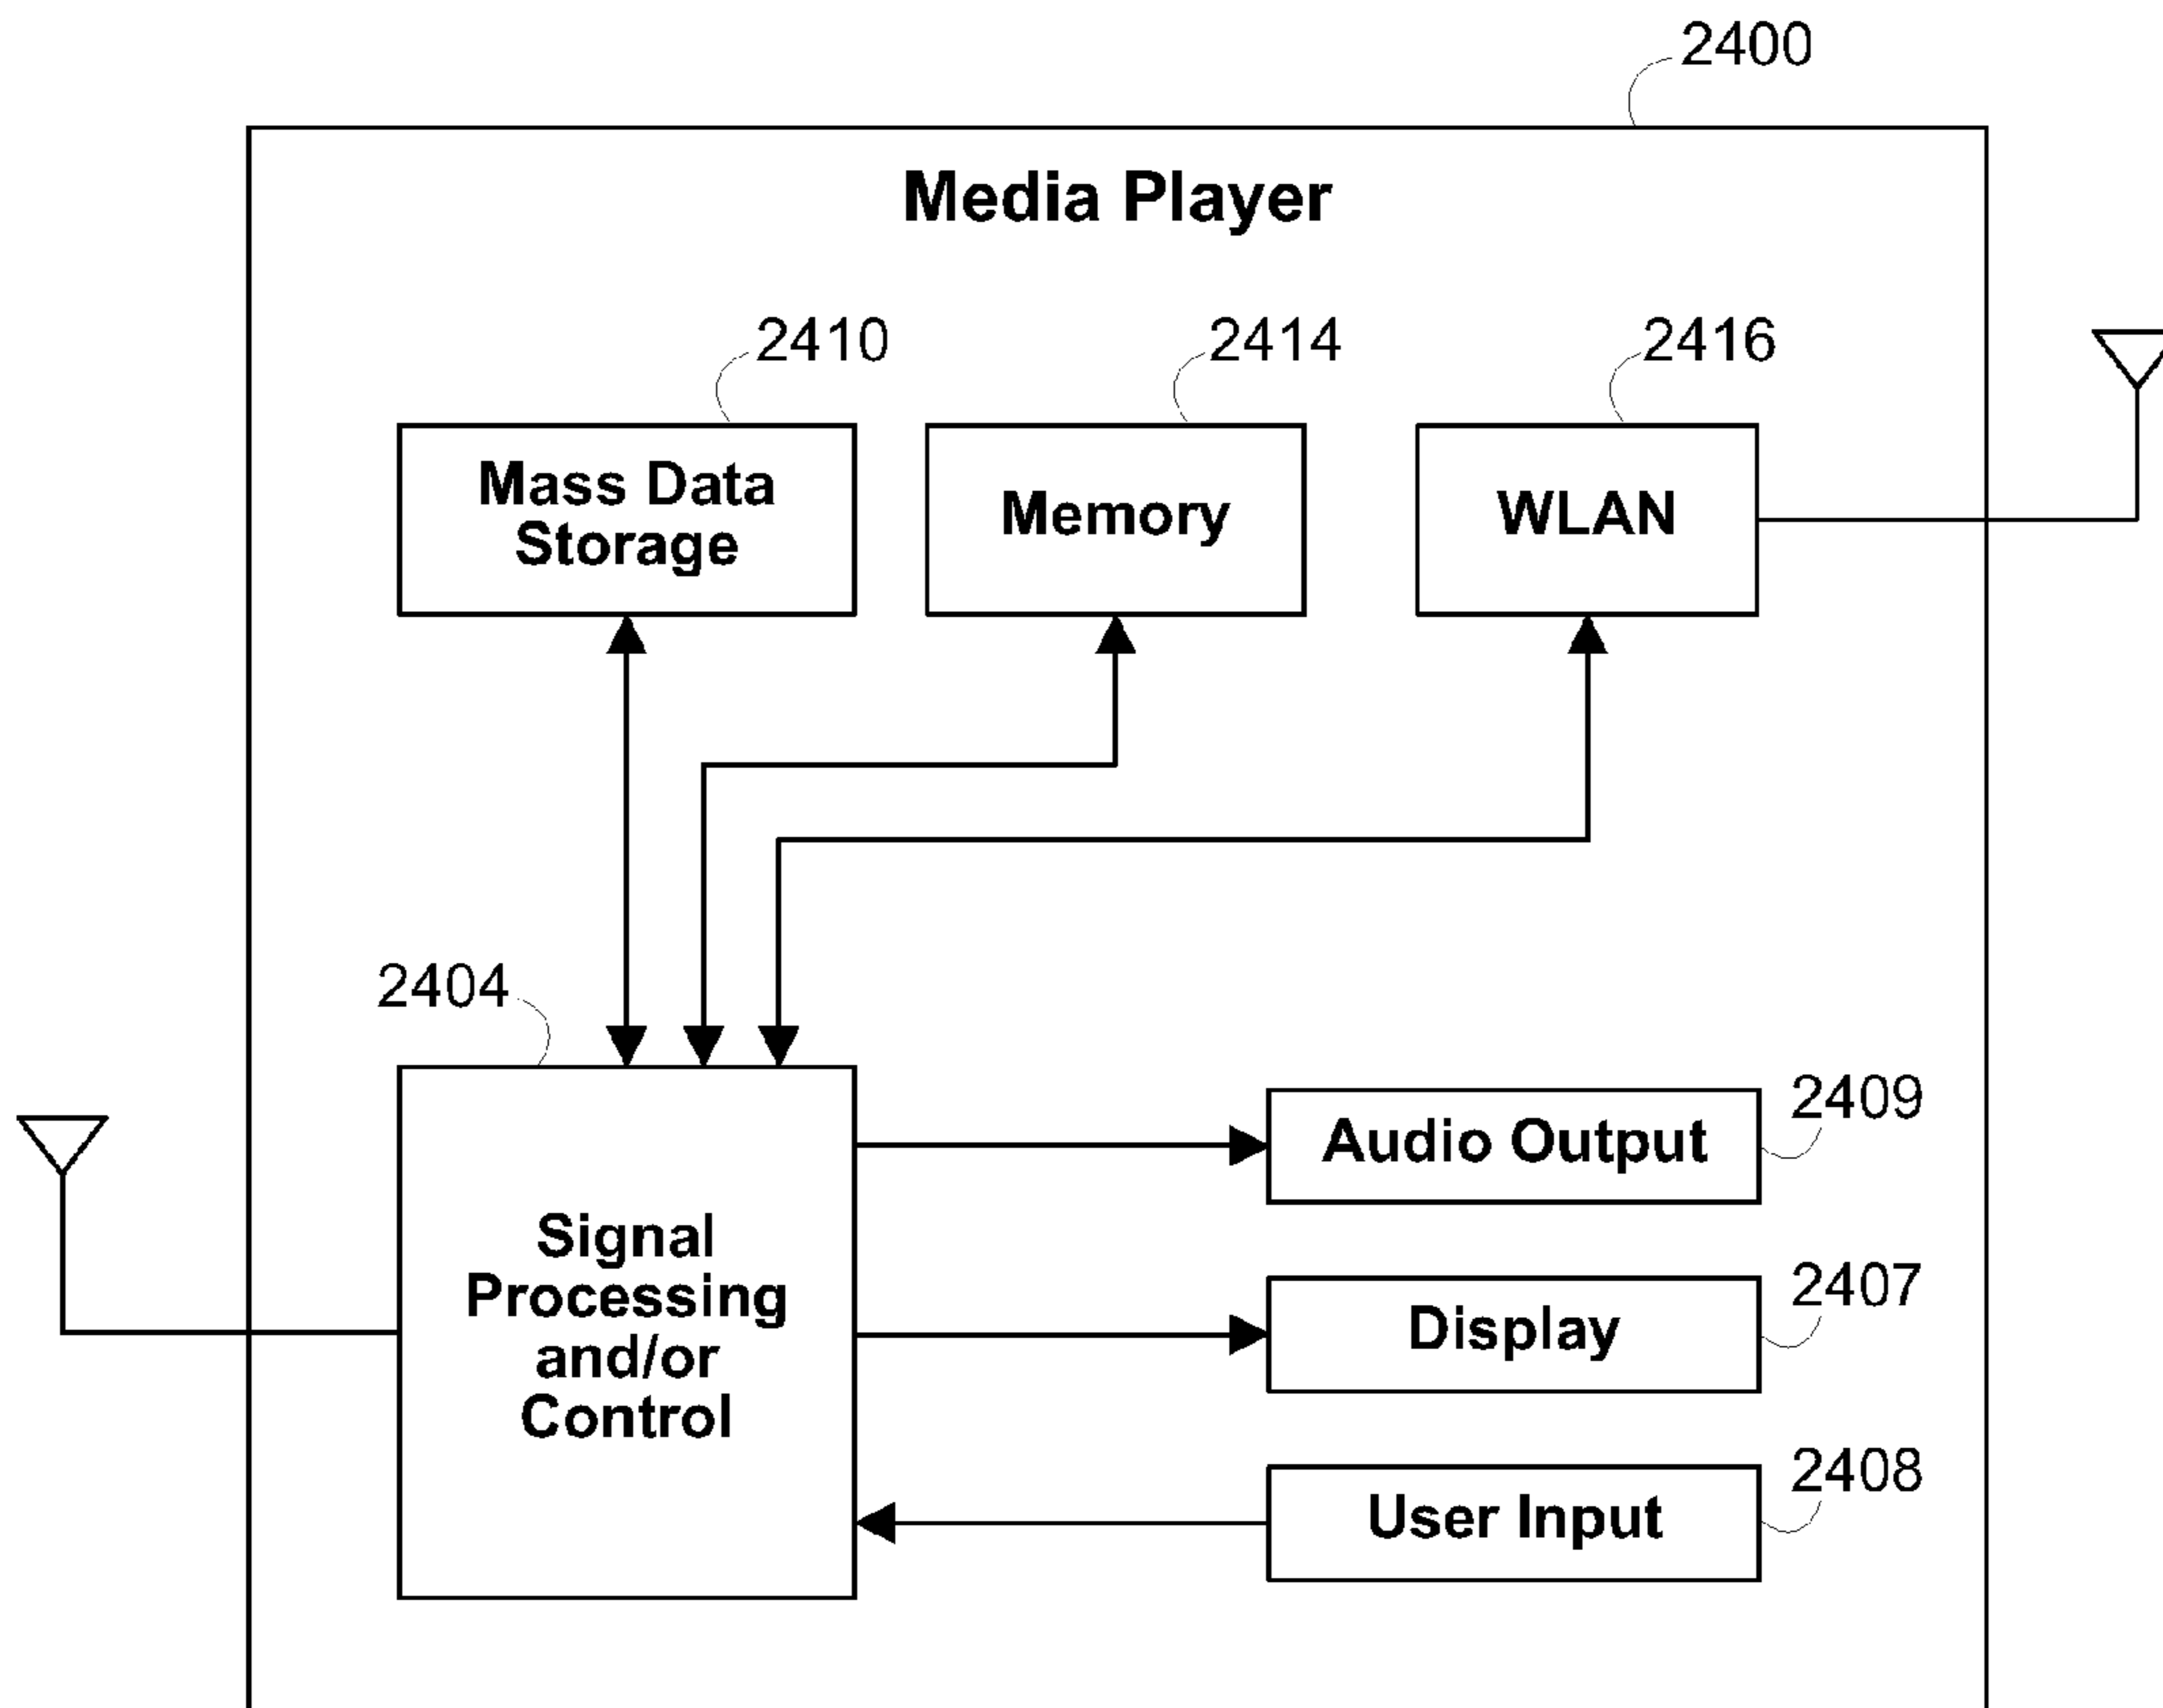 2400
Media Player
2410
2414
2416
Mass Data
Storage
Memory
WLAN
2404
Signal
Processing
and/or
Control
2409
Audio Output
2407
Display
2408
User Input